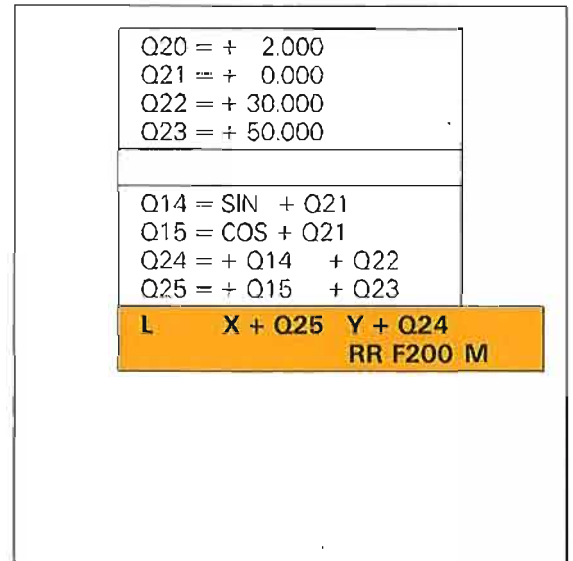 Q20 = + 2.000
Q21 = + 0.000
Q22 = + 30.000
Q23 = + 50.000
Q14 = SIN + Q21
Q15 = COS + Q21
Q24 = + Q14 + Q22
Q25 = + Q15 + Q23
L X + Q25 Y + Q24
RR F200 M